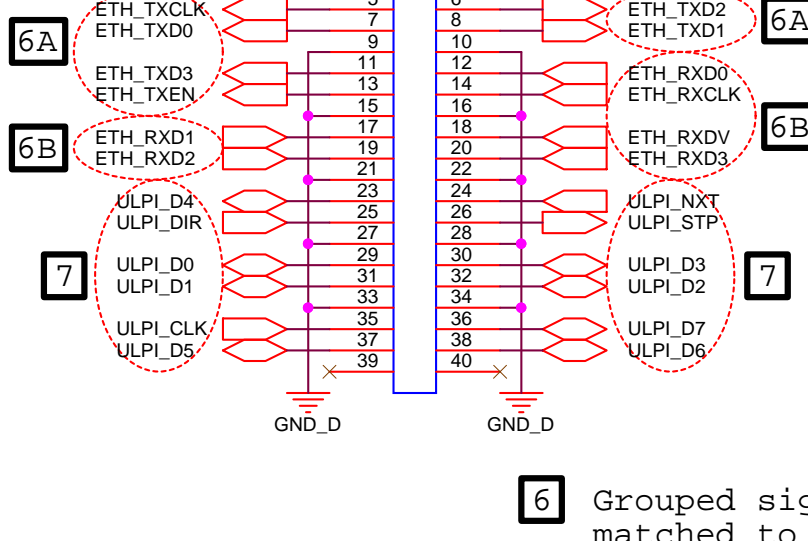 ETH_TXCLK 5 6 ETH_TXD2
6A ETH_TXD0 7 8 ETH_TXD1 6A
9 10
11 12
ETH_TXD3 ETH_RXD0
ETH_TXEN 13 14 ETH_RXCLK
15 16
6B ETH_RXD1 17 18 ETH_RXDV 6B
ETH_RXD2 19 20 ETH_RXD3
21 22
ULPI_D4 23 24 ULPI_NXT
ULPI_DIR 25 26 ULPI_STP
27 28
7 ULPI_D0 29 30 ULPI_D3 7
ULPI_D1 31 32 ULPI_D2
33 34
ULPI_CLK 35 36 ULPI_D7
ULPI_D5 37 38 ULPI_D6
39 40
GND_D GND_D
6 Grouped sig
matched to